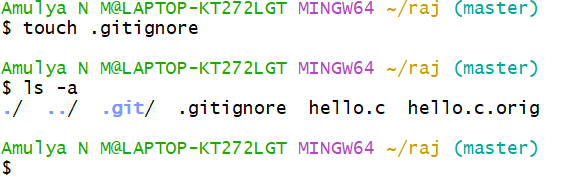 Amulya N M@LAPTOP-KT272LGT MINGW64 ~/raj (master)
$ touch .gitignore
Amulya N M@LAPTOP-KT272LGT MINGW64 ~/raj (master)
$ ls -a
./  ../  .git/  .gitignore  hello.c  hello.c.orig
Amulya N M@LAPTOP-KT272LGT MINGW64 ~/raj (master)
$